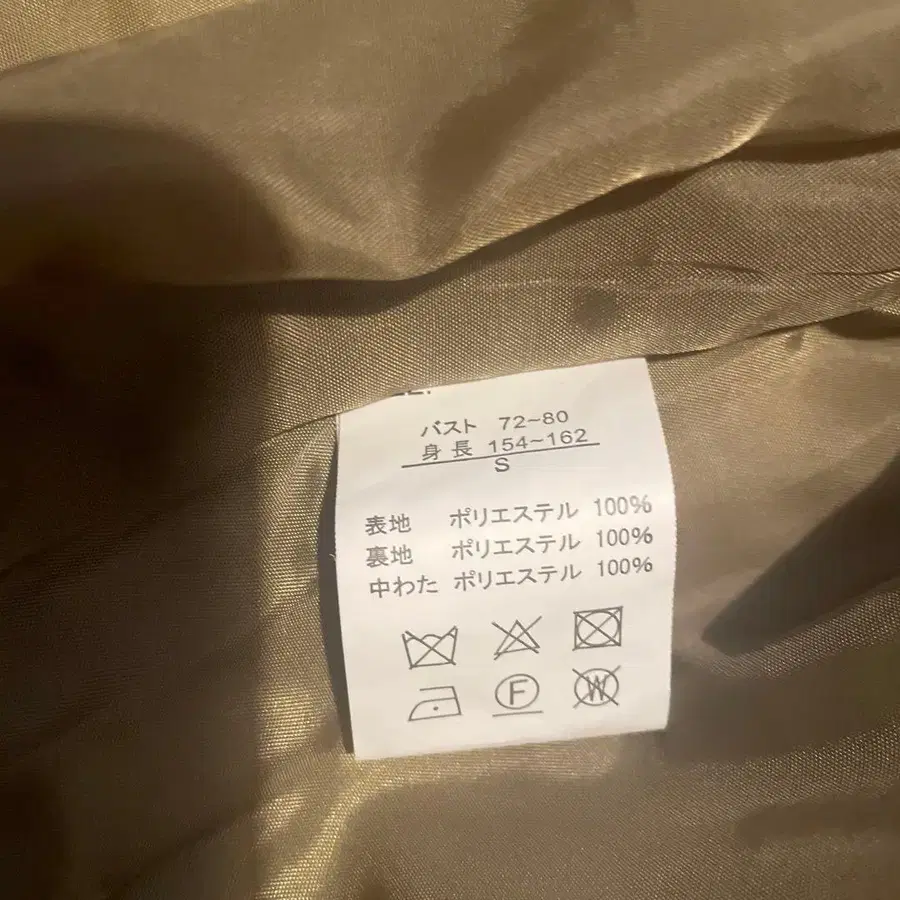 バスト 72~80
身長 154~162
S
表地 ポリエステル 100%
裏地 ポリエステル 100%
中わた ポリエステル 100%
F W